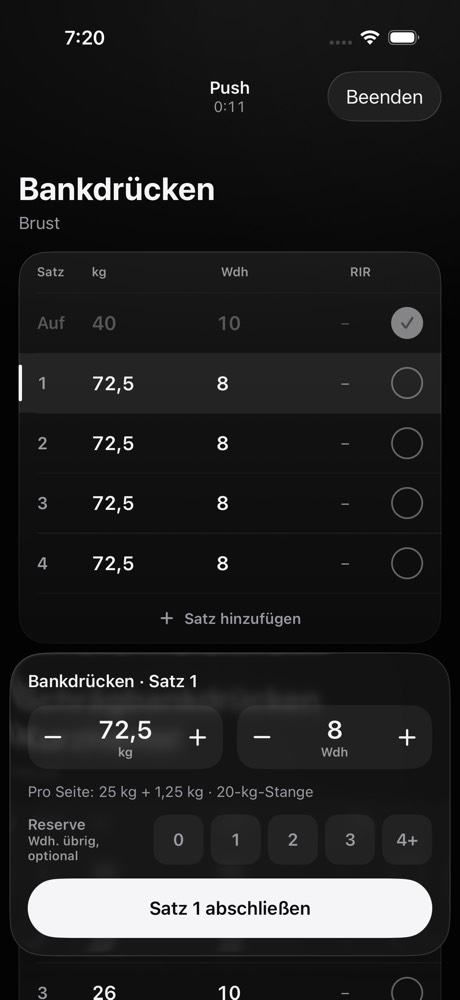 7:20
Push
0:11
Beenden
Bankdrücken
Brust
Satz kg Wdh RIR
Auf 40 10 –
1 72,5 8 –
2 72,5 8 –
3 72,5 8 –
4 72,5 8 –
+ Satz hinzufügen
Bankdrücken · Satz 1
− 72,5 + − 8 +
kg Wdh
Pro Seite: 25 kg + 1,25 kg · 20-kg-Stange
Reserve
Wdh. übrig,
optional
0 1 2 3 4+
Satz 1 abschließen
3 26 10 –